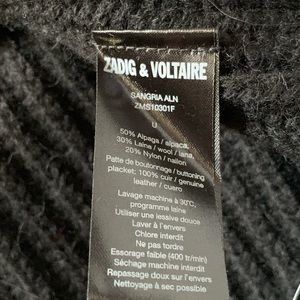 ZADIG & VOLTAIRE
SANGRIA ALN
ZMS10301F
U
50% Alpaga / alpaca,
30% Laine / wool / lana,
20% Nylon / nailon
Patte de boutonnage / buttoning
placket; 100% cuir / genuine
leather / cuero
Lavage machine à 30°C,
programme laine
Utiliser une lessive douce
Laver à l'envers
Chlore interdit
Ne pas tordre
Essorage faible (400 tr/min)
Séchage machine interdit
Repassage doux sur l'envers
Nettoyage à sec possible